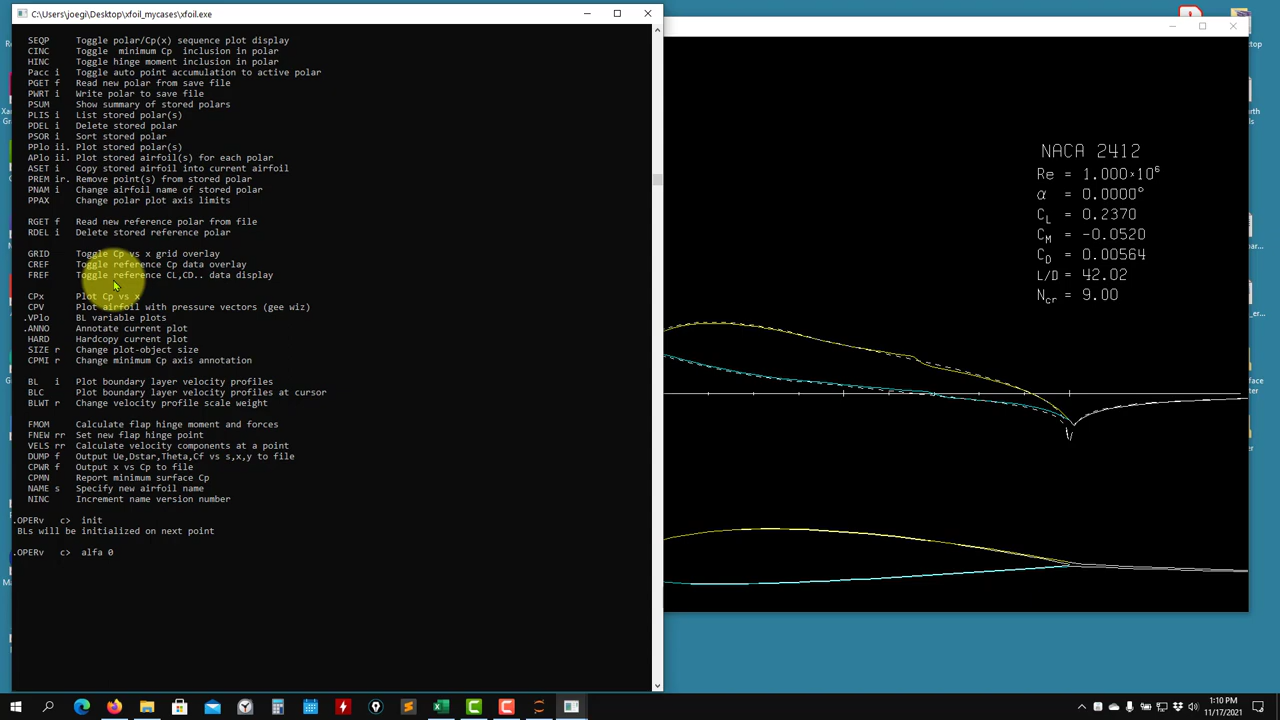 C:\Users\joegi\Desktop\xfoil_mycases\xfoil.exe
SEQP Toggle polar/Cp(x) sequence plot display
CINC Toggle minimum Cp inclusion in polar
HINC Toggle hinge moment inclusion in polar
Pacc i Toggle auto point accumulation to active polar
PGET f Read new polar from save file
PWRT i Write polar to save file
PSUM Show summary of stored polars
PLIS i List stored polar(s)
PDEL i Delete stored polar
PSOR i Sort stored polar
PPlo ii. Plot stored polar(s)
APlo ii. Plot stored airfoil(s) for each polar
ASET i Copy stored airfoil into current airfoil
PREM ir. Remove point(s) from stored polar
PNAM i Change airfoil name of stored polar
PPAX Change polar plot axis limits
RGET f Read new reference polar from file
RDEL i Delete stored reference polar
GRID Toggle Cp vs x grid overlay
CREF Toggle reference Cp data overlay
FREF Toggle reference CL,CD.. data display
CPx Plot Cp vs x
CPV Plot airfoil with pressure vectors (gee wiz)
.VPlo BL variable plots
.ANNO Annotate current plot
HARD Hardcopy current plot
SIZE r Change plot-object size
CPMI r Change minimum Cp axis annotation
BL i Plot boundary layer velocity profiles
BLC Plot boundary layer velocity profiles at cursor
BLWT r Change velocity profile scale weight
FMOM Calculate flap hinge moment and forces
FNEW rr Set new flap hinge point
VELS rr Calculate velocity components at a point
DUMP f Output Ue,Dstar,Theta,Cf vs s,x,y to file
CPWR f Output x vs Cp to file
CPMN Report minimum surface Cp
NAME s Specify new airfoil name
NINC Increment name version number
.OPERv c> init
BLs will be initialized on next point
.OPERv c> alfa 0
NACA 2412
Re = 1.000×10⁶
α = 0.0000°
CL = 0.2370
CM = -0.0520
CD = 0.00564
L/D = 42.02
Ncr = 9.00
1:10 PM
11/17/2021